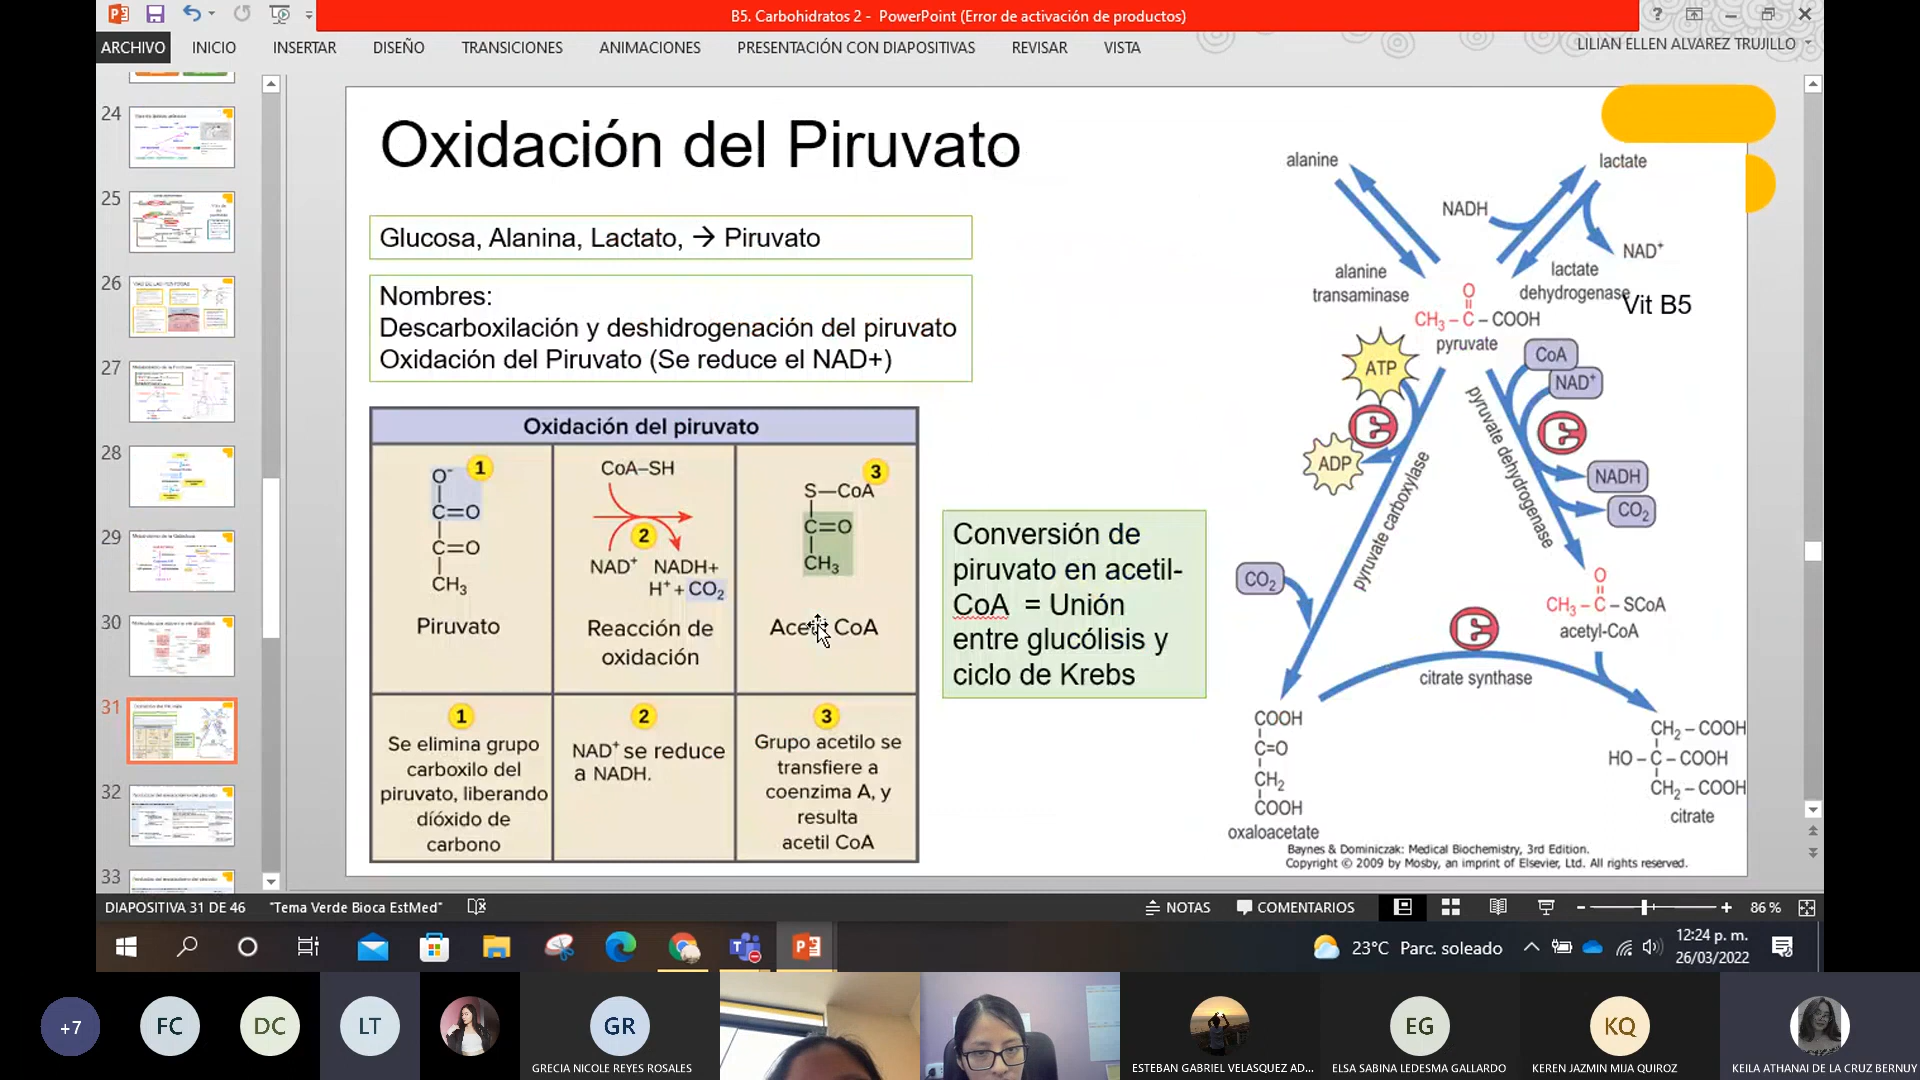 B5. Carbohidratos 2 - PowerPoint (Error de activación de productos)
ARCHIVO INICIO INSERTAR DISEÑO TRANSICIONES ANIMACIONES PRESENTACIÓN CON DIAPOSITIVAS REVISAR VISTA LILIAN ELLEN ALVAREZ TRUJILLO
24
25
26
27
28
29
30
31
32
33
Oxidación del Piruvato
Glucosa, Alanina, Lactato, → Piruvato
Nombres:
Descarboxilación y deshidrogenación del piruvato
Oxidación del Piruvato (Se reduce el NAD+)
Oxidación del piruvato
1
O⁻
C=O
C=O
CH₃
Piruvato
CoA–SH
2
NAD⁺ NADH+
H⁺ + CO₂
Reacción de
oxidación
3
S—CoA
C=O
CH₃
CoA
1
Se elimina grupo
carboxilo del
piruvato, liberando
dióxido de
carbono
2
NAD⁺ se reduce
a NADH.
3
Grupo acetilo se
transfiere a
coenzima A, y
resulta
acetil CoA
Conversión de
piruvato en acetil-
CoA = Unión
entre glucólisis y
ciclo de Krebs
alanine
lactate
NADH
NAD⁺
alanine
transaminase
lactate
dehydrogenase
Vit B5
O
CH₃ – C – COOH
pyruvate
ATP
ADP
CoA
NAD⁺
NADH
CO₂
pyruvate carboxylase
pyruvate dehydrogenase
CO₂
O
CH₃ – C – SCoA
acetyl-CoA
citrate synthase
COOH
C=O
CH₂
COOH
oxaloacetate
CH₂ – COOH
HO – C – COOH
CH₂ – COOH
citrate
Baynes & Dominiczak: Medical Biochemistry, 3rd Edition.
Copyright © 2009 by Mosby, an imprint of Elsevier, Ltd. All rights reserved.
DIAPOSITIVA 31 DE 46 "Tema Verde Bioca EstMed" NOTAS COMENTARIOS 86 %
23°C Parc. soleado 12:24 p. m.
26/03/2022
+7 FC DC LT GR EG KQ
GRECIA NICOLE REYES ROSALES ESTEBAN GABRIEL VELASQUEZ AD... ELSA SABINA LEDESMA GALLARDO KEREN JAZMIN MIJA QUIROZ KEILA ATHANAI DE LA CRUZ BERNUY